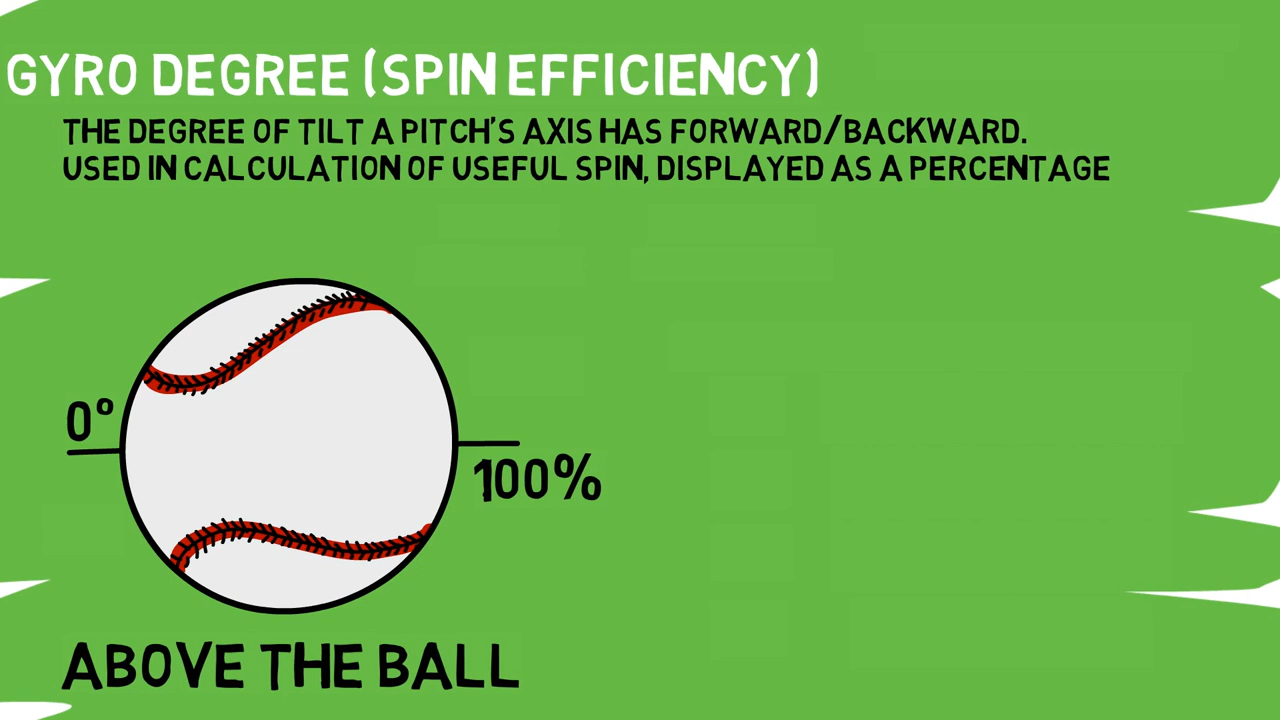 GYRO DEGREE (SPIN EFFICIENCY)
THE DEGREE OF TILT A PITCH'S AXIS HAS FORWARD/BACKWARD.
USED IN CALCULATION OF USEFUL SPIN, DISPLAYED AS A PERCENTAGE
0°
100%
ABOVE THE BALL